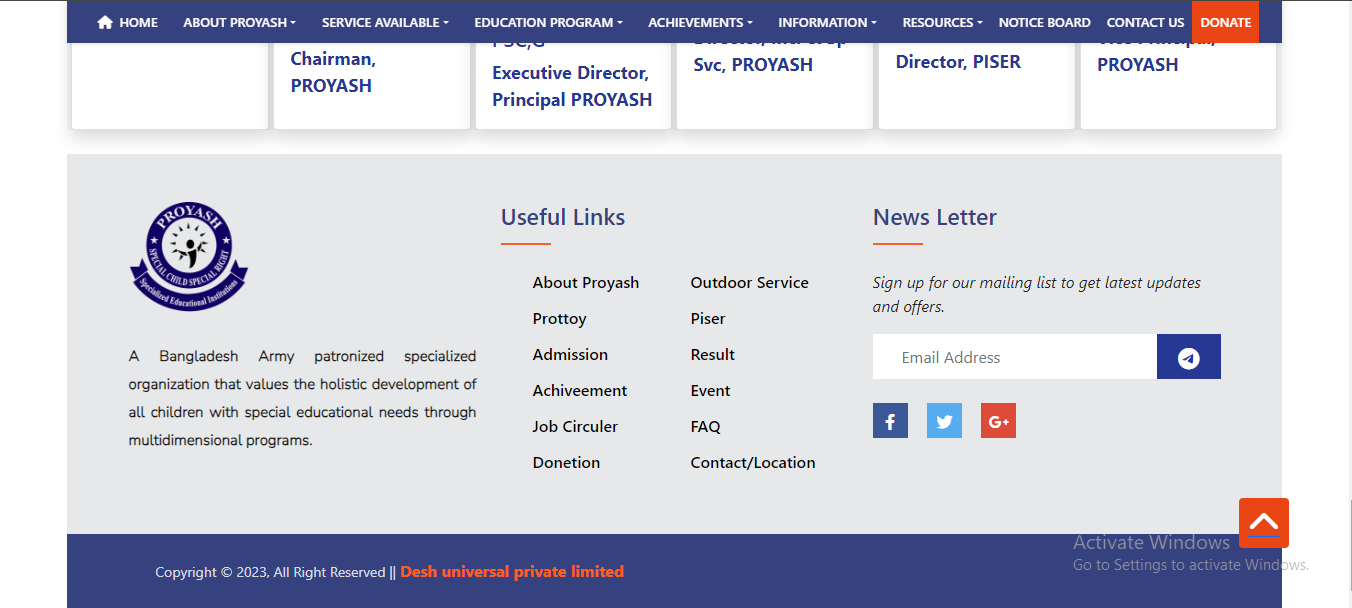 HOME ABOUT PROYASH SERVICE AVAILABLE EDUCATION PROGRAM ACHIEVEMENTS INFORMATION RESOURCES NOTICE BOARD CONTACT US DONATE
Chairman,
PROYASH
Executive Director,
Principal PROYASH
Svc, PROYASH
Director, PISER
PROYASH
PROYASH
SPECIAL CHILD SPECIAL RIGHT
Specialized Educational Institutions
A Bangladesh Army patronized specialized
organization that values the holistic development of
all children with special educational needs through
multidimensional programs.
Useful Links
About Proyash
Prottoy
Admission
Achiveement
Job Circuler
Donetion
Outdoor Service
Piser
Result
Event
FAQ
Contact/Location
News Letter
Sign up for our mailing list to get latest updates
and offers.
Email Address
Activate Windows
Go to Settings to activate Windows.
Copyright © 2023, All Right Reserved || Desh universal private limited